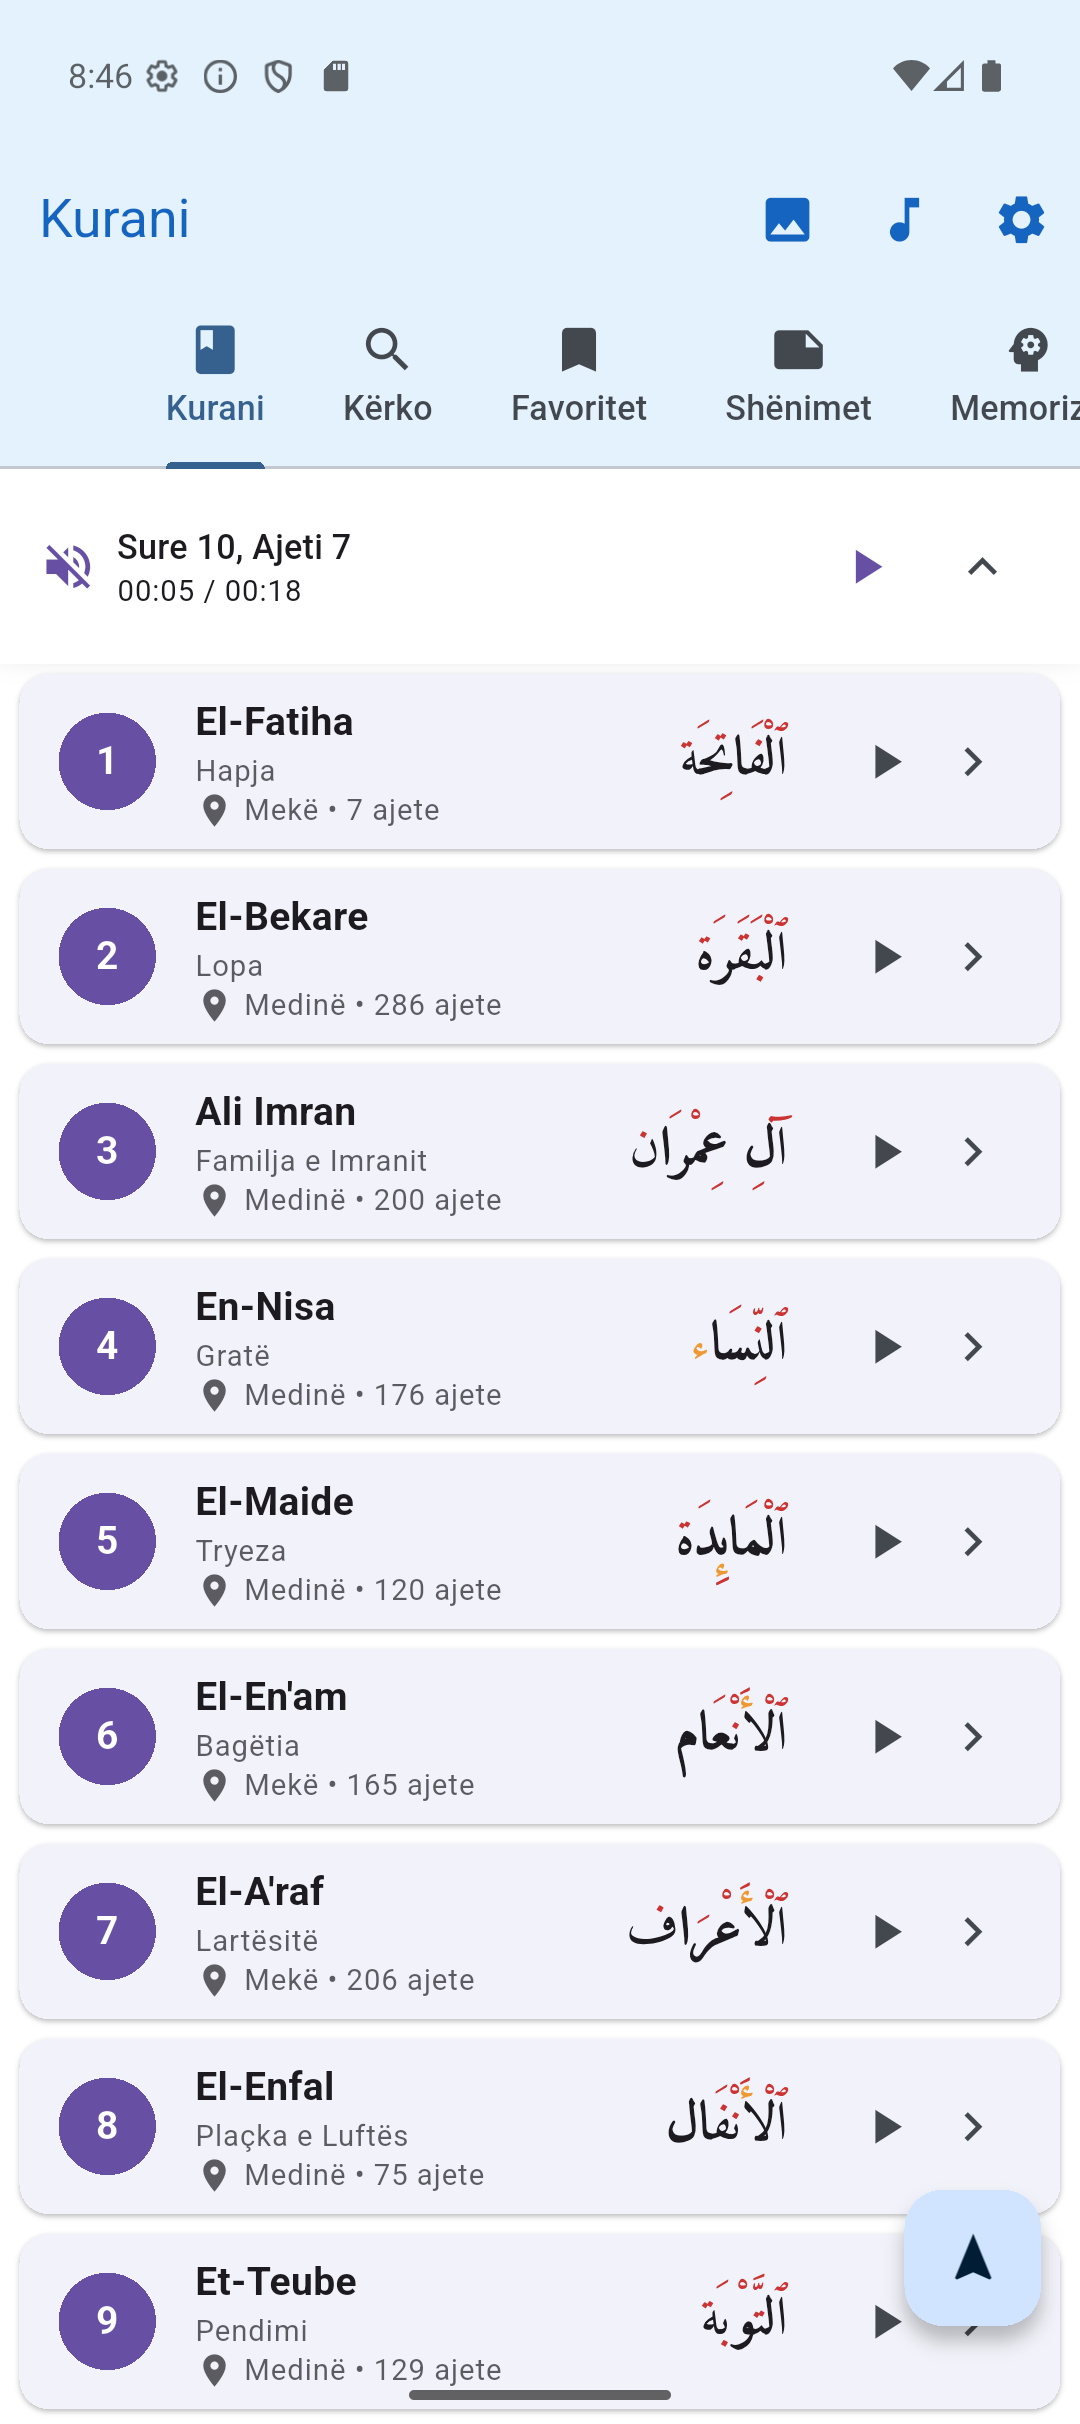 8:46
Kurani
Kurani
Kërko
Favoritet
Shënimet
Memoriz
Sure 10, Ajeti 7
00:05 / 00:18
1
El-Fatiha
Hapja
Mekë • 7 ajete
ٱلْفَاتِحَة
2
El-Bekare
Lopa
Medinë • 286 ajete
ٱلْبَقَرَة
3
Ali Imran
Familja e Imranit
Medinë • 200 ajete
آلِ عِمْرَان
4
En-Nisa
Gratë
Medinë • 176 ajete
ٱلنِّسَاء
5
El-Maide
Tryeza
Medinë • 120 ajete
ٱلْمَائِدَة
6
El-En'am
Bagëtia
Mekë • 165 ajete
ٱلْأَنْعَام
7
El-A'raf
Lartësitë
Mekë • 206 ajete
ٱلْأَعْرَاف
8
El-Enfal
Plaçka e Luftës
Medinë • 75 ajete
ٱلْأَنْفَال
9
Et-Teube
Pendimi
Medinë • 129 ajete
ٱلتَّوْبَة